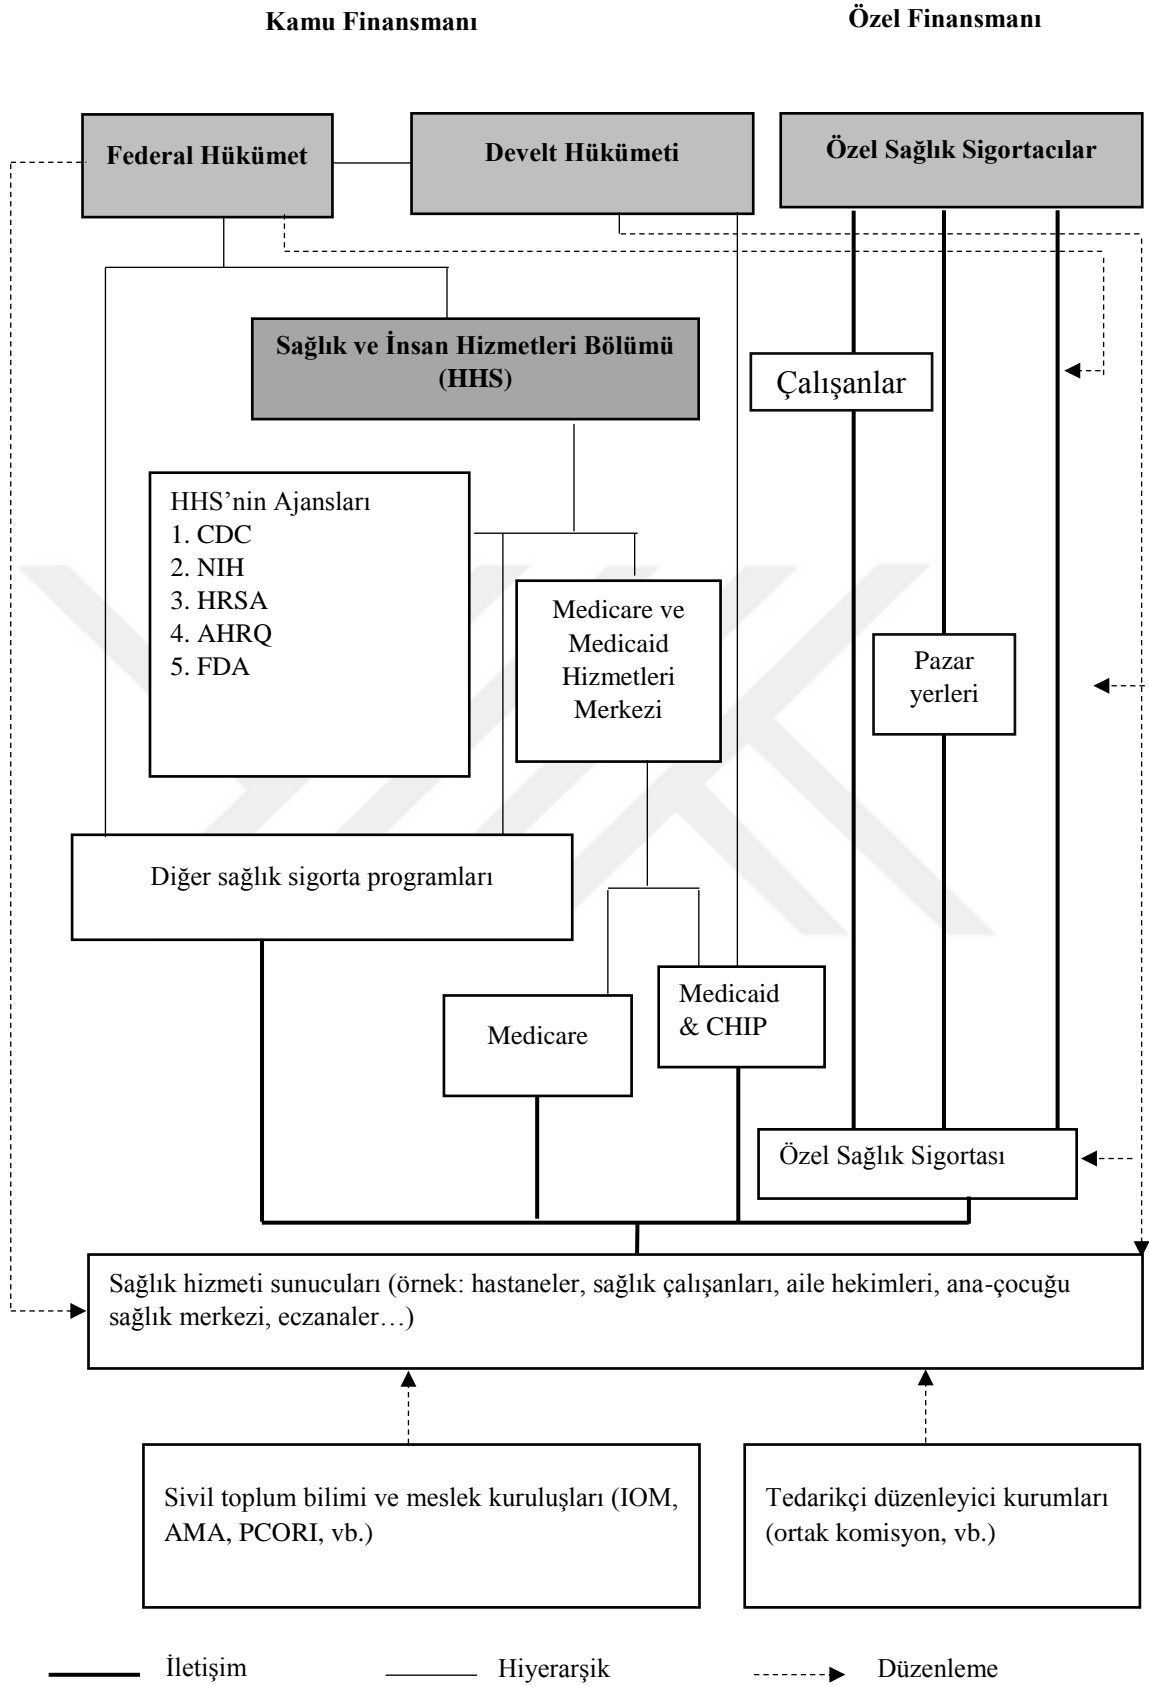 Kamu Finansmanı
Özel Finansmanı
Federal Hükümet
Develt Hükümeti
Özel Sağlık Sigortacılar
Sağlık ve İnsan Hizmetleri Bölümü
(HHS)
Çalışanlar
HHS’nin Ajansları
1. CDC
2. NIH
3. HRSA
4. AHRQ
5. FDA
Medicare ve
Medicaid
Hizmetleri
Merkezi
Pazar
yerleri
Diğer sağlık sigorta programları
Medicare
Medicaid
& CHIP
Özel Sağlık Sigortası
Sağlık hizmeti sunucuları (örnek: hastaneler, sağlık çalışanları, aile hekimleri, ana-çocuğu
sağlık merkezi, eczanaler…)
Sivil toplum bilimi ve meslek kuruluşları (IOM,
AMA, PCORI, vb.)
Tedarikçi düzenleyici kurumları
(ortak komisyon, vb.)
İletişim
Hiyerarşik
Düzenleme